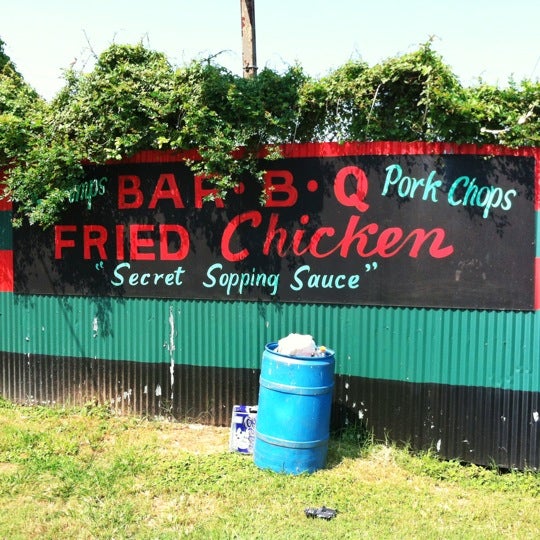 BAR·B·Q Pork Chops
FRIED Chicken
"Secret Sopping Sauce"